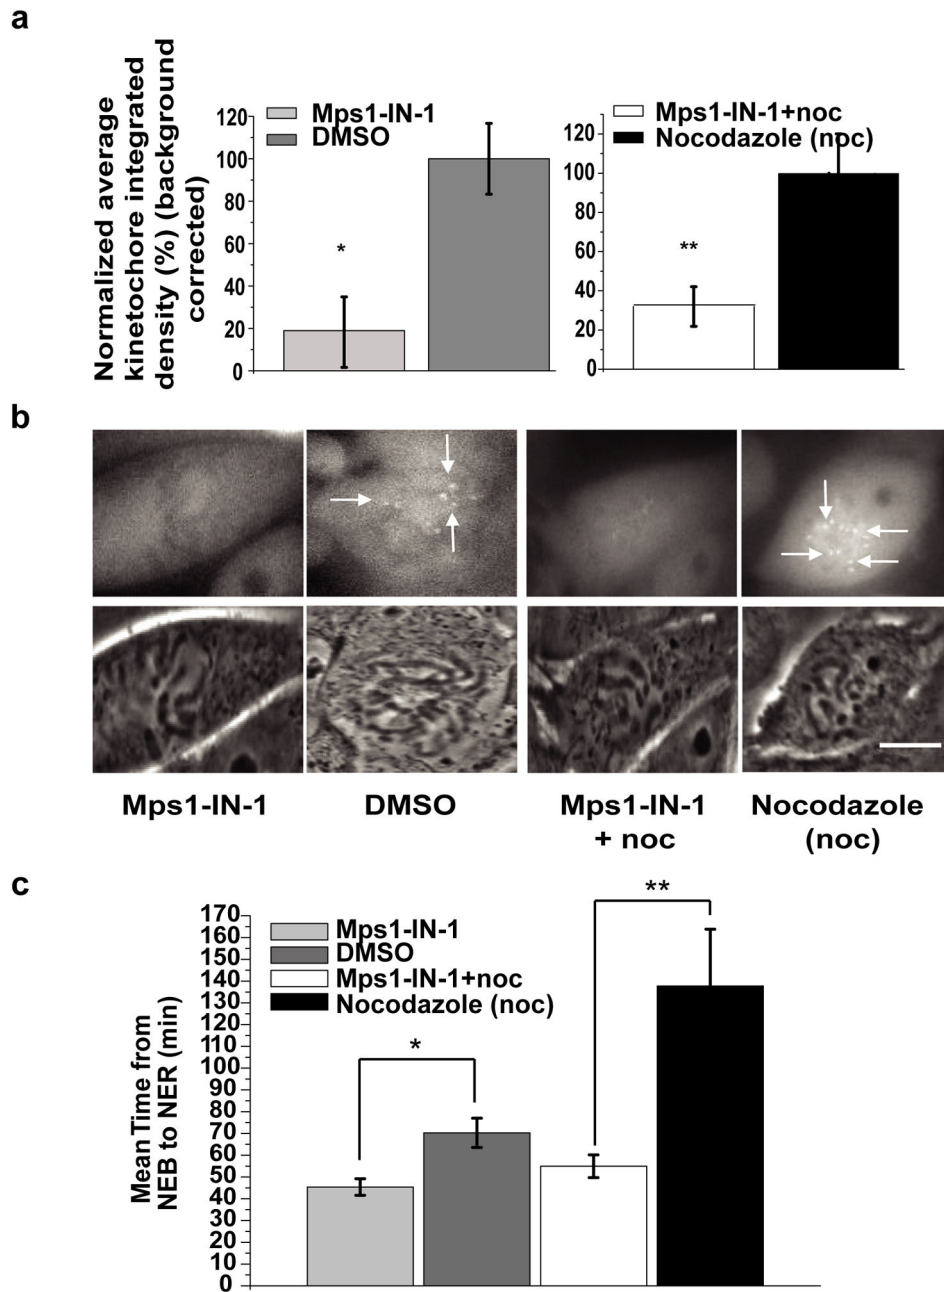 a
Normalized average
kinetochore integrated
density (%) (background
corrected)
120
100
80
60
40
20
0
Mps1-IN-1
DMSO
*
120
100
80
60
40
20
0
Mps1-IN-1+noc
Nocodazole (noc)
**
b
Mps1-IN-1
DMSO
Mps1-IN-1
+ noc
Nocodazole
(noc)
c
Mean Time from
NEB to NER (min)
170
160
150
140
130
120
110
100
90
80
70
60
50
40
30
20
10
0
Mps1-IN-1
DMSO
Mps1-IN-1+noc
Nocodazole (noc)
*
**